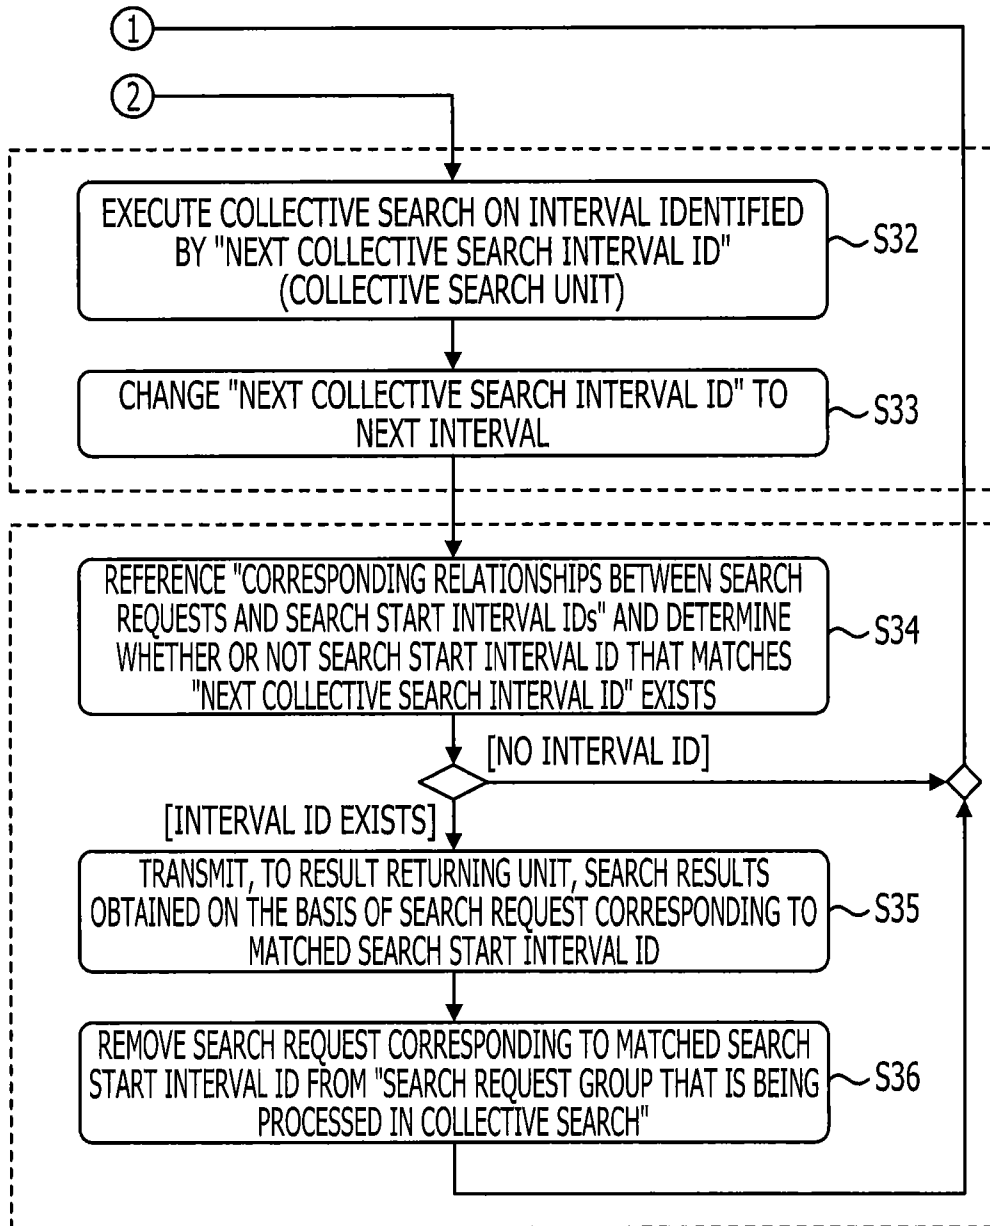 1
2
EXECUTE COLLECTIVE SEARCH ON INTERVAL IDENTIFIED
BY "NEXT COLLECTIVE SEARCH INTERVAL ID"
(COLLECTIVE SEARCH UNIT)
S32
CHANGE "NEXT COLLECTIVE SEARCH INTERVAL ID" TO
NEXT INTERVAL
S33
REFERENCE "CORRESPONDING RELATIONSHIPS BETWEEN SEARCH
REQUESTS AND SEARCH START INTERVAL IDs" AND DETERMINE
WHETHER OR NOT SEARCH START INTERVAL ID THAT MATCHES
"NEXT COLLECTIVE SEARCH INTERVAL ID" EXISTS
S34
[NO INTERVAL ID]
[INTERVAL ID EXISTS]
TRANSMIT, TO RESULT RETURNING UNIT, SEARCH RESULTS
OBTAINED ON THE BASIS OF SEARCH REQUEST CORRESPONDING TO
MATCHED SEARCH START INTERVAL ID
S35
REMOVE SEARCH REQUEST CORRESPONDING TO MATCHED SEARCH
START INTERVAL ID FROM "SEARCH REQUEST GROUP THAT IS BEING
PROCESSED IN COLLECTIVE SEARCH"
S36